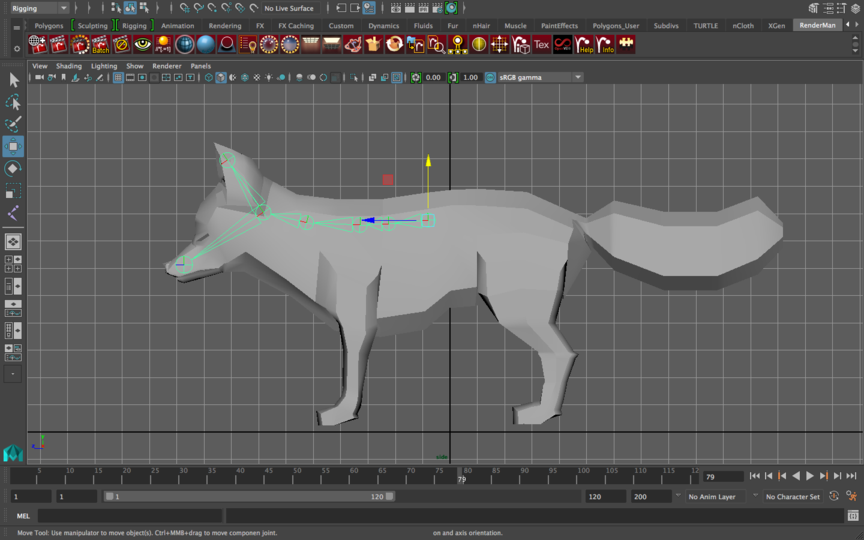 Rigging No Live Surface
Polygons Sculpting Rigging Animation Rendering FX FX Caching Custom Dynamics Fluids Fur nHair Muscle PaintEffects Polygons_User Subdivs TURTLE nCloth XGen RenderMan
Batch Tex Help Info
View Shading Lighting Show Renderer Panels
0.00 1.00 sRGB gamma
side
5 10 15 20 25 30 35 40 45 50 55 60 65 70 75 80 85 90 95 100 105 110 115 12 79
79
1 1 1 120 120 200 No Anim Layer No Character Set
MEL
Move Tool: Use manipulator to move object(s). Ctrl+MMB+drag to move component join. on and axis orientation.